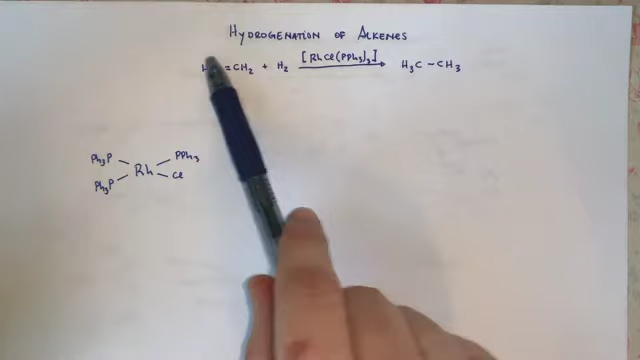 HYDROGENATION OF ALKENES
=CH₂ + H₂ [RhCl(PPh₃)₃] → H₃C–CH₃
Ph₃P PPh₃
Rh
Ph₃P Cl